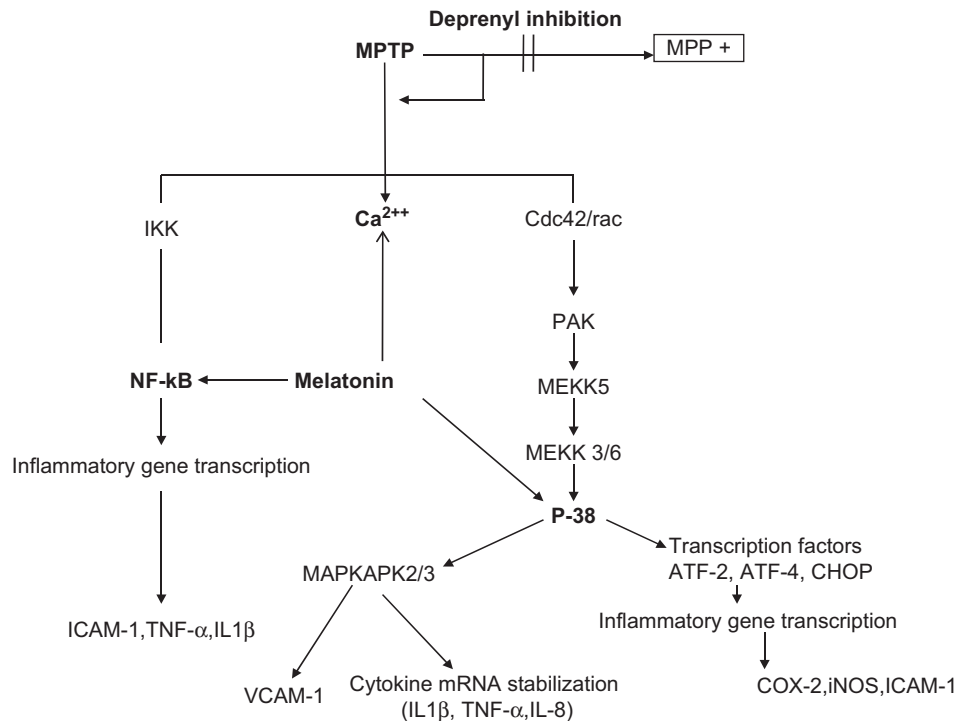 Deprenyl inhibition
MPTP
MPP +
IKK
Ca²⁺⁺
Cdc42/rac
PAK
NF-kB
Melatonin
MEKK5
Inflammatory gene transcription
MEKK 3/6
P-38
MAPKAPK2/3
Transcription factors
ATF-2, ATF-4, CHOP
ICAM-1,TNF-α,IL1β
Inflammatory gene transcription
VCAM-1
Cytokine mRNA stabilization
(IL1β, TNF-α,IL-8)
COX-2,iNOS,ICAM-1